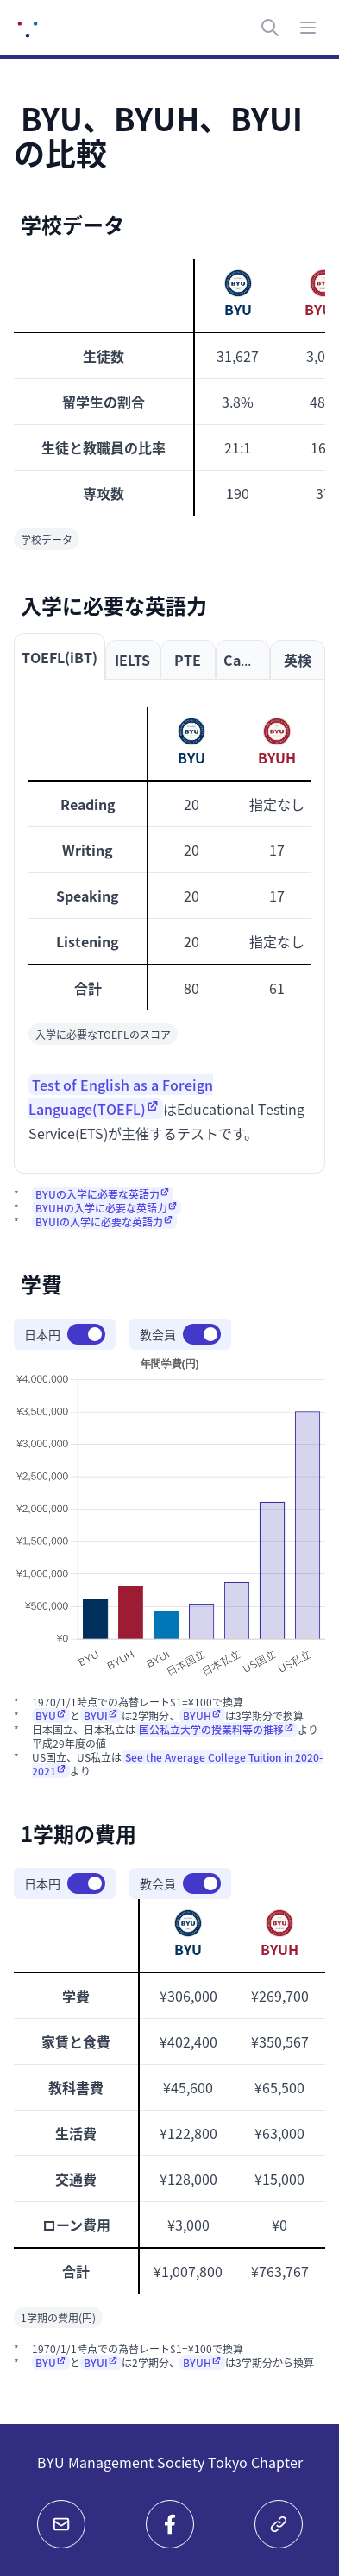 BYU、BYUH、BYUI
の比較
学校データ
BYU
生徒数 31,627
留学生の割合 3.8%
生徒と教職員の比率 21:1
専攻数 190
学校データ
入学に必要な英語力
TOEFL(iBT) IELTS PTE Ca... 英検
BYU BYUH
Reading 20 指定なし
Writing 20 17
Speaking 20 17
Listening 20 指定なし
合計 80 61
入学に必要なTOEFLのスコア
Test of English as a Foreign
Language(TOEFL) はEducational Testing
Service(ETS)が主催するテストです。
* BYUの入学に必要な英語力
* BYUHの入学に必要な英語力
* BYUIの入学に必要な英語力
学費
日本円 教会員
年間学費(円)
¥4,000,000
¥3,500,000
¥3,000,000
¥2,500,000
¥2,000,000
¥1,500,000
¥1,000,000
¥500,000
¥0
BYU BYUH BYUI 日本国立 日本私立 US国立 US私立
* 1970/1/1時点での為替レート$1=¥100で換算
* BYU と BYUI は2学期分、 BYUH は3学期分で換算
* 日本国立、日本私立は 国公私立大学の授業料等の推移 より
平成29年度の値
* US国立、US私立は See the Average College Tuition in 2020-
2021 より
1学期の費用
日本円 教会員
BYU BYUH
学費 ¥306,000 ¥269,700
家賃と食費 ¥402,400 ¥350,567
教科書費 ¥45,600 ¥65,500
生活費 ¥122,800 ¥63,000
交通費 ¥128,000 ¥15,000
ローン費用 ¥3,000 ¥0
合計 ¥1,007,800 ¥763,767
1学期の費用(円)
* 1970/1/1時点での為替レート$1=¥100で換算
* BYU と BYUI は2学期分、 BYUH は3学期分から換算
BYU Management Society Tokyo Chapter